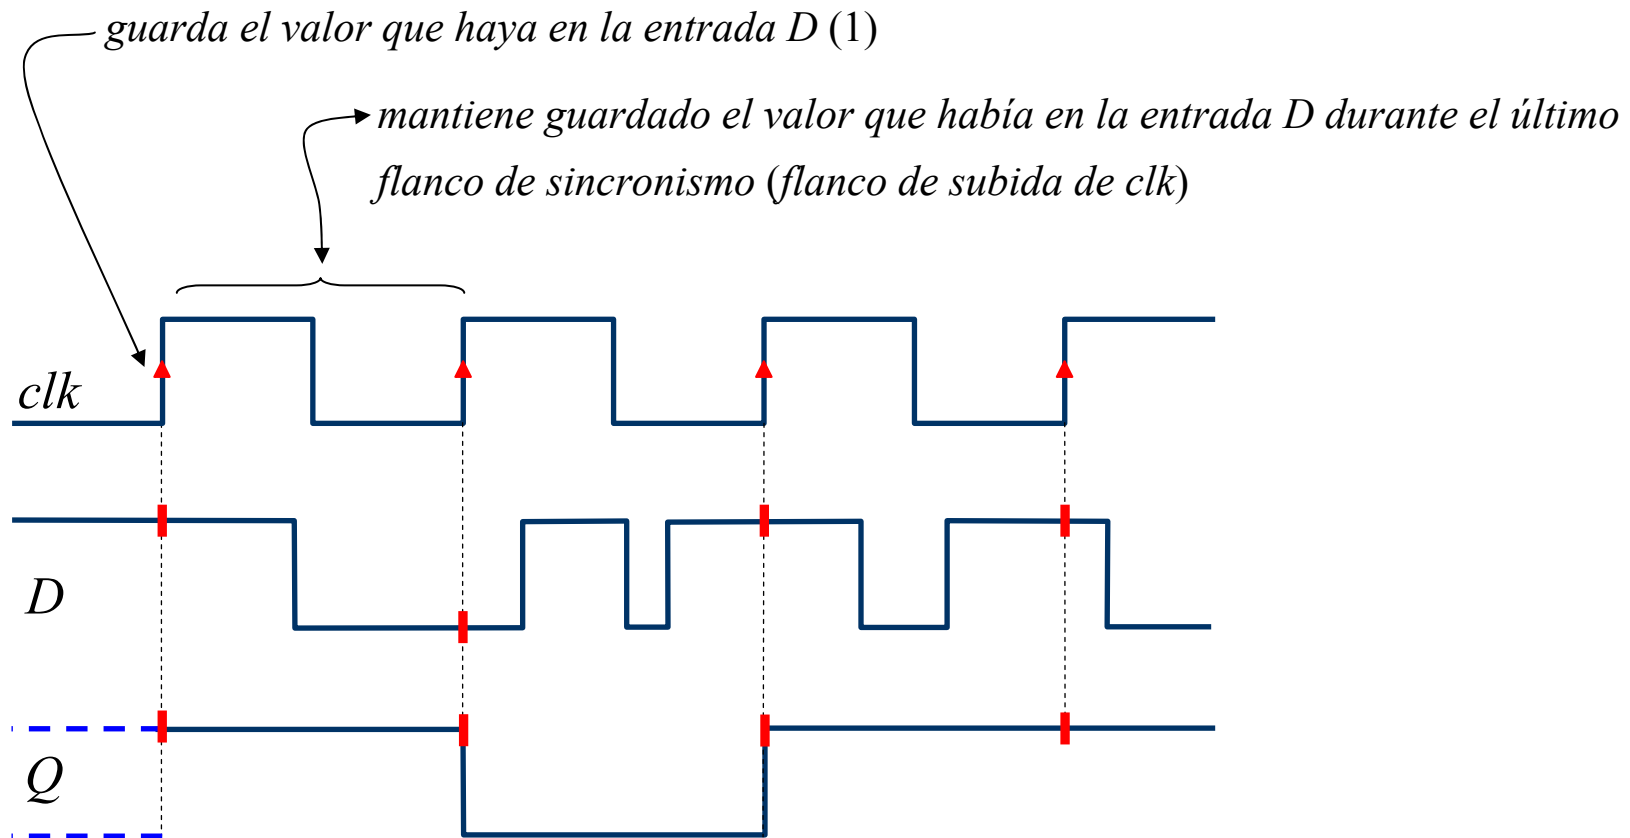 guarda el valor que haya en la entrada D (1)
mantiene guardado el valor que había en la entrada D durante el último
flanco de sincronismo (flanco de subida de clk)
clk
D
Q